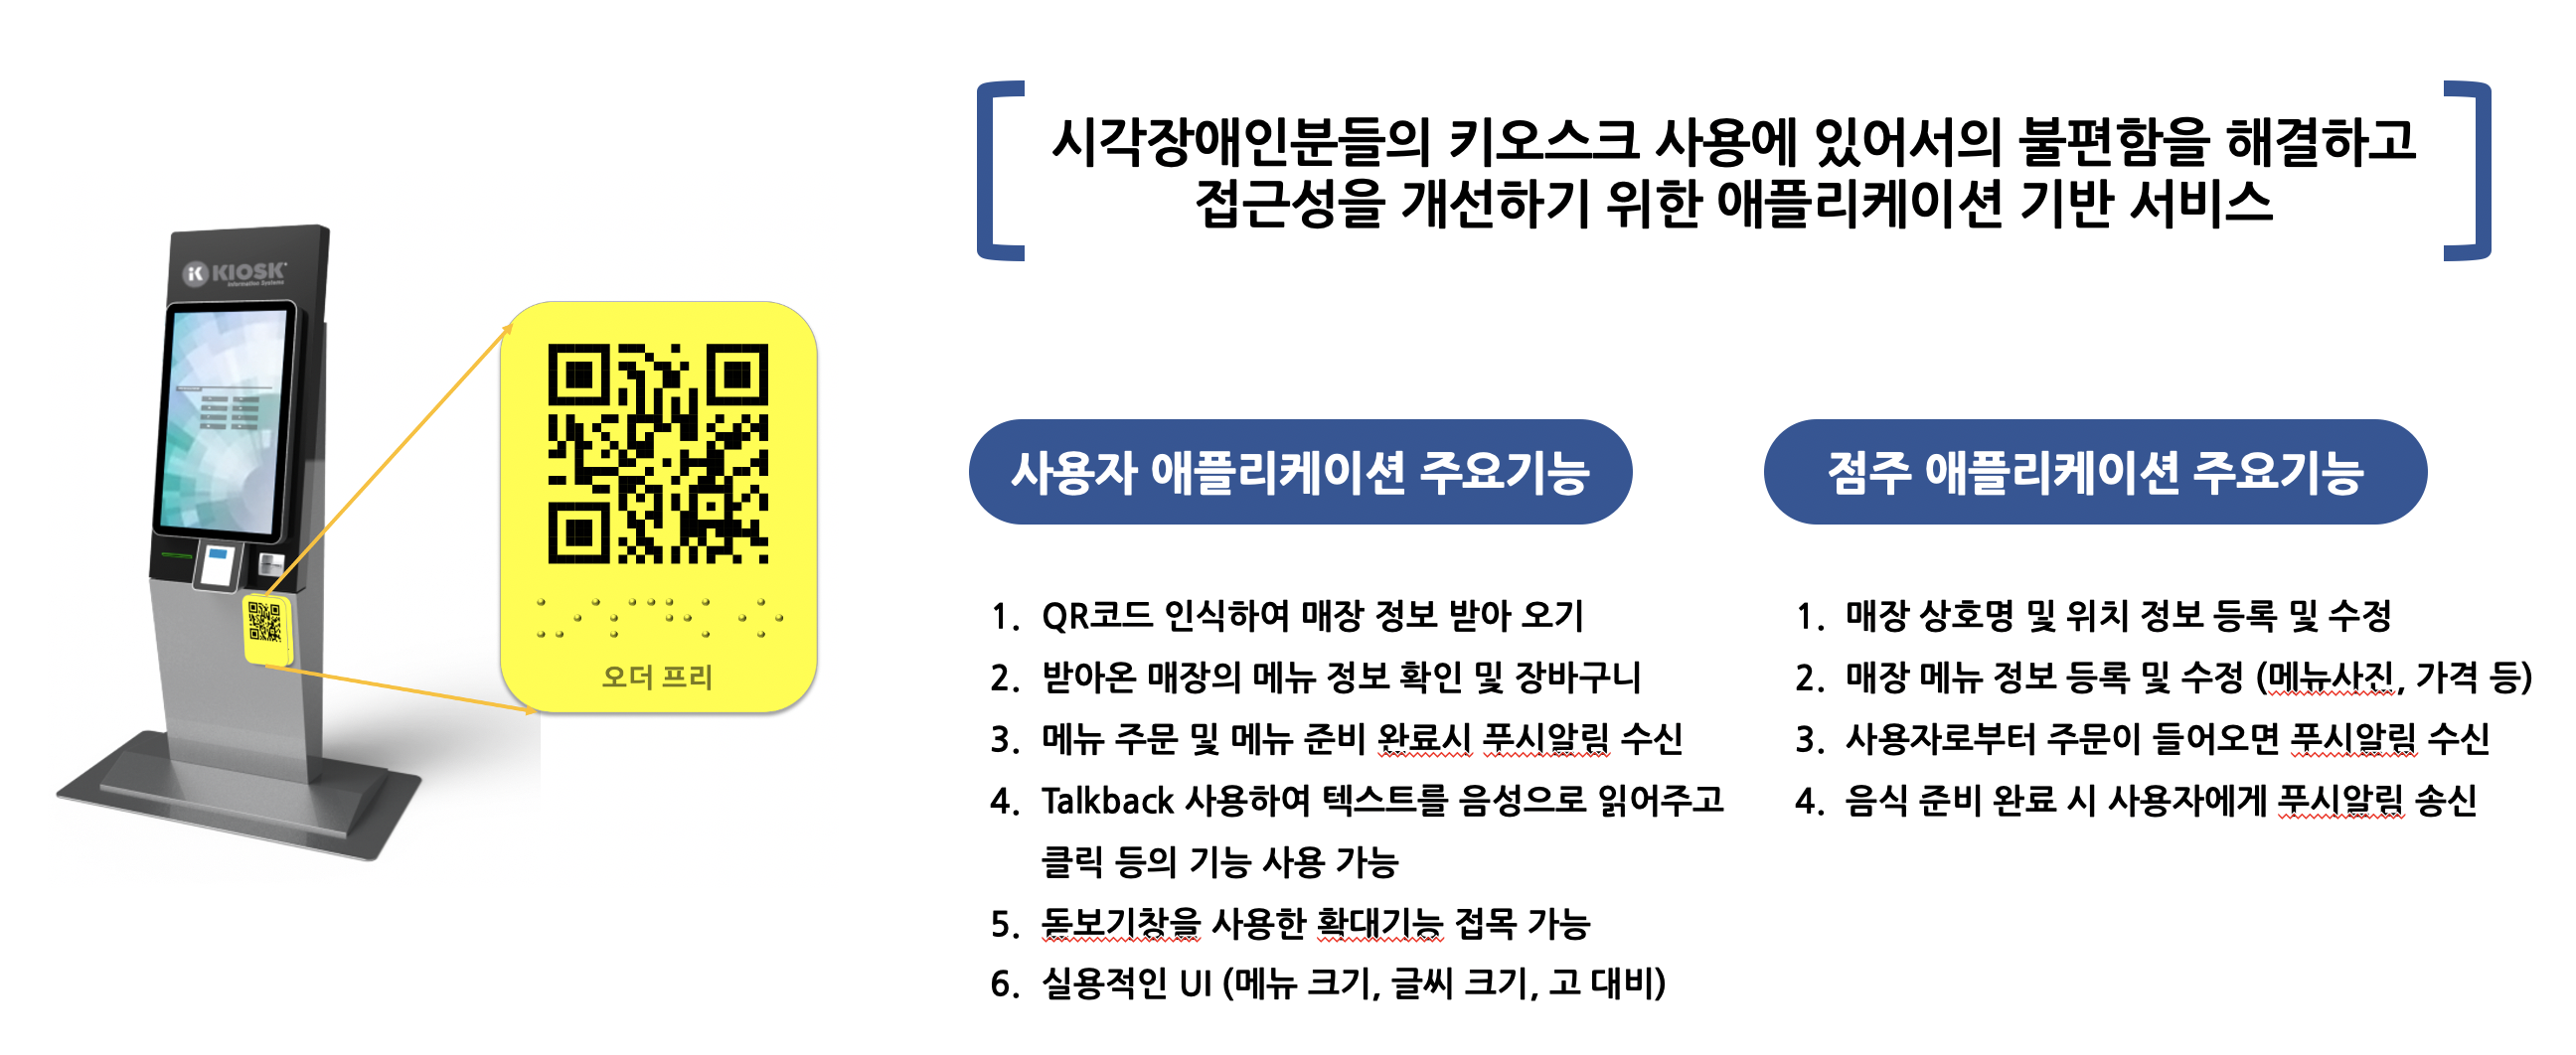 시각장애인분들의 키오스크 사용에 있어서의 불편함을 해결하고
접근성을 개선하기 위한 애플리케이션 기반 서비스
iK KIOSK
Information Systems
오더 프리
사용자 애플리케이션 주요기능
1. QR코드 인식하여 매장 정보 받아 오기
2. 받아온 매장의 메뉴 정보 확인 및 장바구니
3. 메뉴 주문 및 메뉴 준비 완료시 푸시알림 수신
4. Talkback 사용하여 텍스트를 음성으로 읽어주고
클릭 등의 기능 사용 가능
5. 돋보기창을 사용한 확대기능 접목 가능
6. 실용적인 UI (메뉴 크기, 글씨 크기, 고 대비)
점주 애플리케이션 주요기능
1. 매장 상호명 및 위치 정보 등록 및 수정
2. 매장 메뉴 정보 등록 및 수정 (메뉴사진, 가격 등)
3. 사용자로부터 주문이 들어오면 푸시알림 수신
4. 음식 준비 완료 시 사용자에게 푸시알림 송신